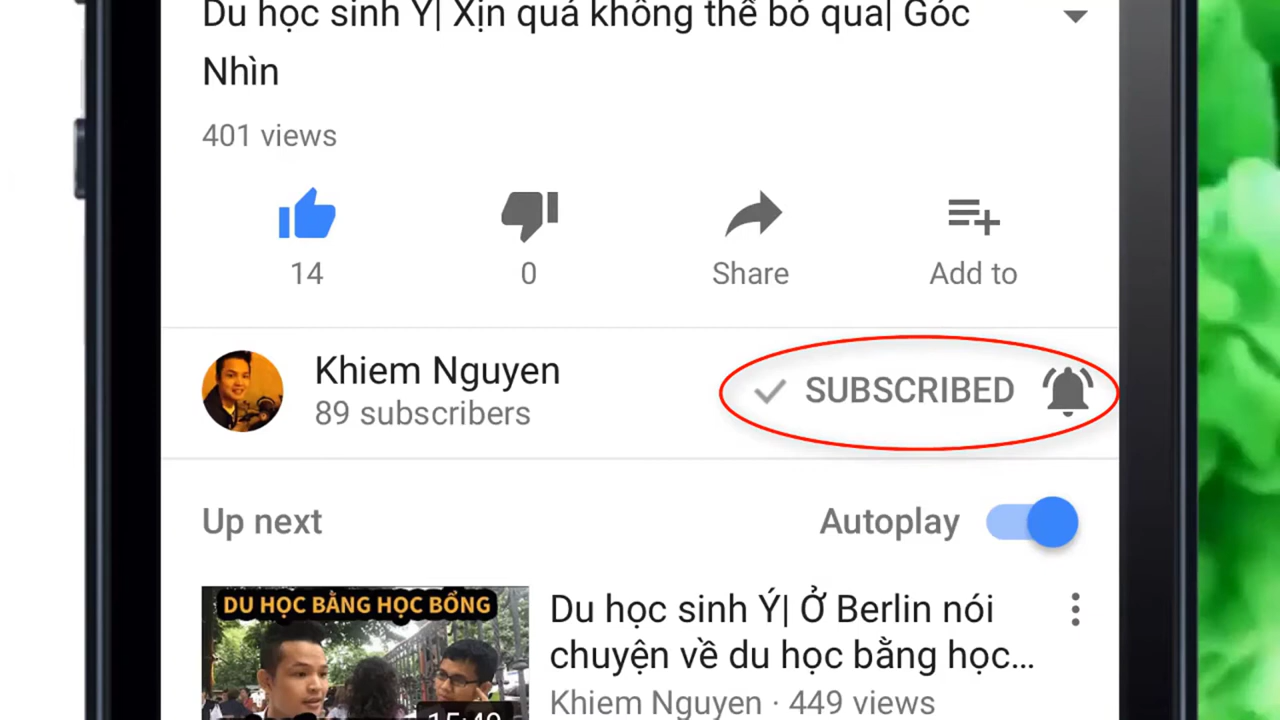 Du học sinh Ý| Xịn quá không thể bỏ qua| Góc
Nhìn
401 views
14
0
Share
Add to
Khiem Nguyen
89 subscribers
SUBSCRIBED
Up next
Autoplay
DU HỌC BẰNG HỌC BỔNG
Du học sinh Ý| Ở Berlin nói
chuyện về du học bằng học...
Khiem Nguyen · 449 views